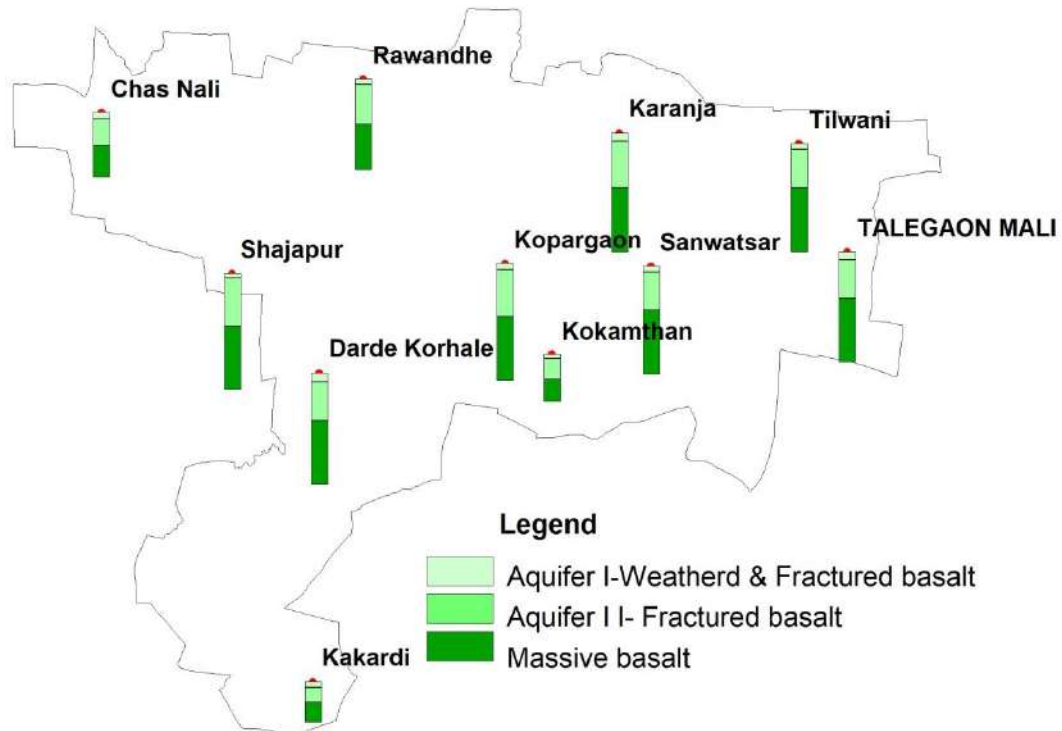 Rawandhe
Chas Nali
Karanja
Tilwani
TALEGAON MALI
Kopargaon
Sanwatsar
Shajapur
Kokamthan
Darde Korhale
Legend
Aquifer I-Weatherd & Fractured basalt
Aquifer I I- Fractured basalt
Massive basalt
Kakardi